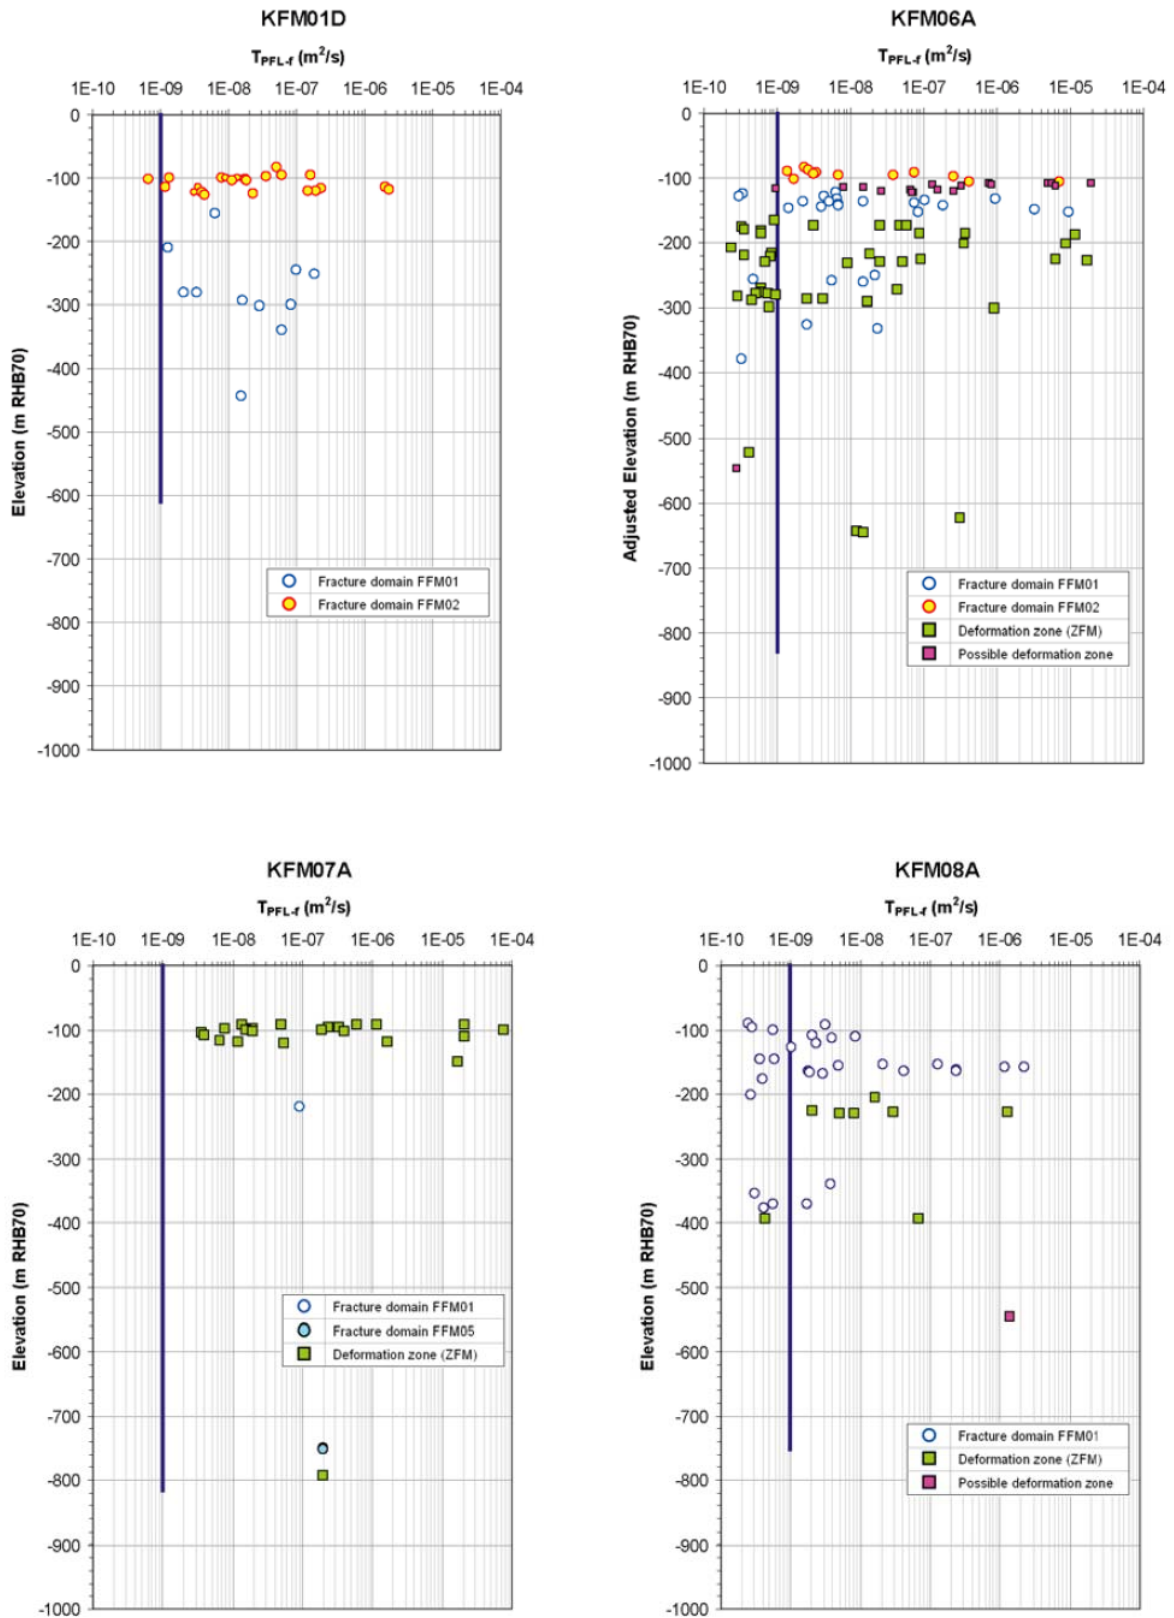 KFM01D
T PFL-f (m²/s)
1E-10 1E-09 1E-08 1E-07 1E-06 1E-05 1E-04
0
-100
-200
-300
-400
-500
-600
-700
-800
-900
-1000
Elevation (m RHB70)
Fracture domain FFM01
Fracture domain FFM02
KFM06A
T PFL-f (m²/s)
1E-10 1E-09 1E-08 1E-07 1E-06 1E-05 1E-04
0
-100
-200
-300
-400
-500
-600
-700
-800
-900
-1000
Adjusted Elevation (m RHB70)
Fracture domain FFM01
Fracture domain FFM02
Deformation zone (ZFM)
Possible deformation zone
KFM07A
T PFL-f (m²/s)
1E-10 1E-09 1E-08 1E-07 1E-06 1E-05 1E-04
0
-100
-200
-300
-400
-500
-600
-700
-800
-900
-1000
Elevation (m RHB70)
Fracture domain FFM01
Fracture domain FFM05
Deformation zone (ZFM)
KFM08A
T PFL-f (m²/s)
1E-10 1E-09 1E-08 1E-07 1E-06 1E-05 1E-04
0
-100
-200
-300
-400
-500
-600
-700
-800
-900
-1000
Elevation (m RHB70)
Fracture domain FFM01
Deformation zone (ZFM)
Possible deformation zone